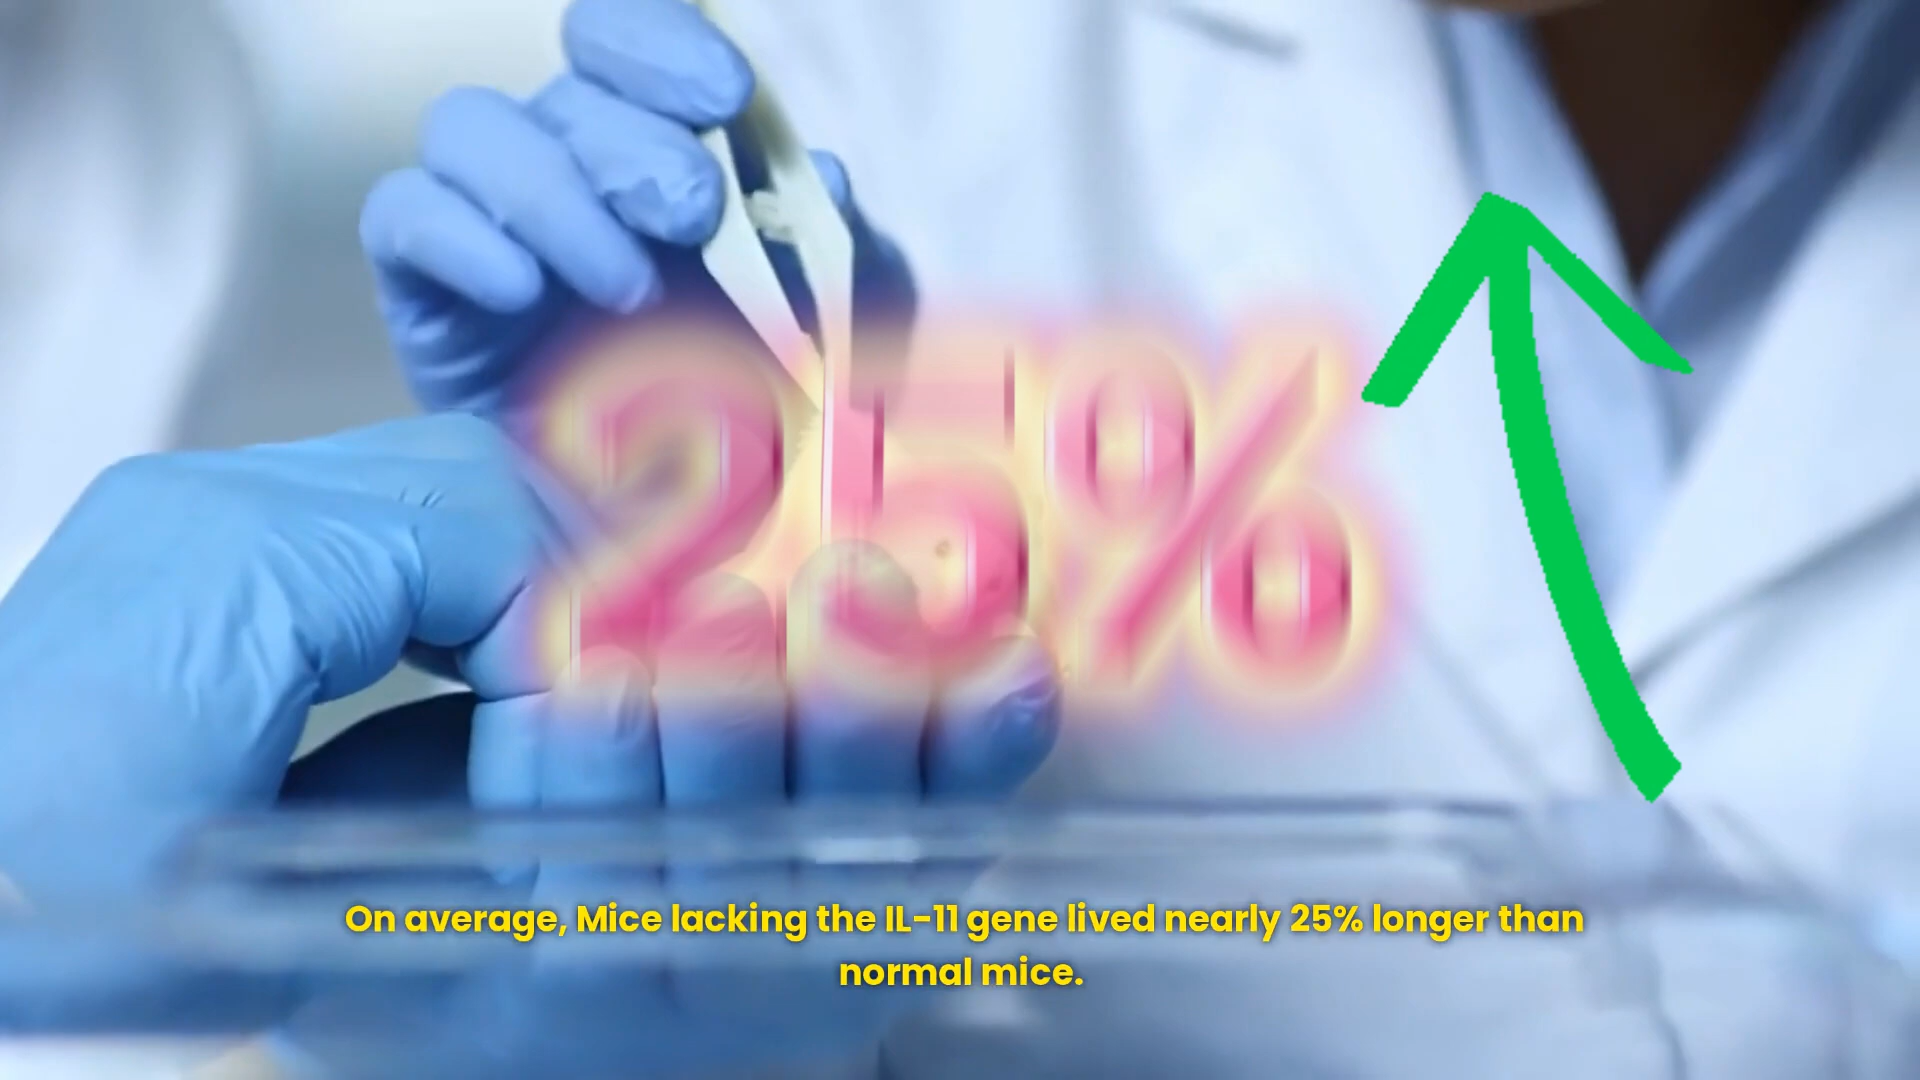 25%
On average, Mice lacking the IL-11 gene lived nearly 25% longer than
normal mice.